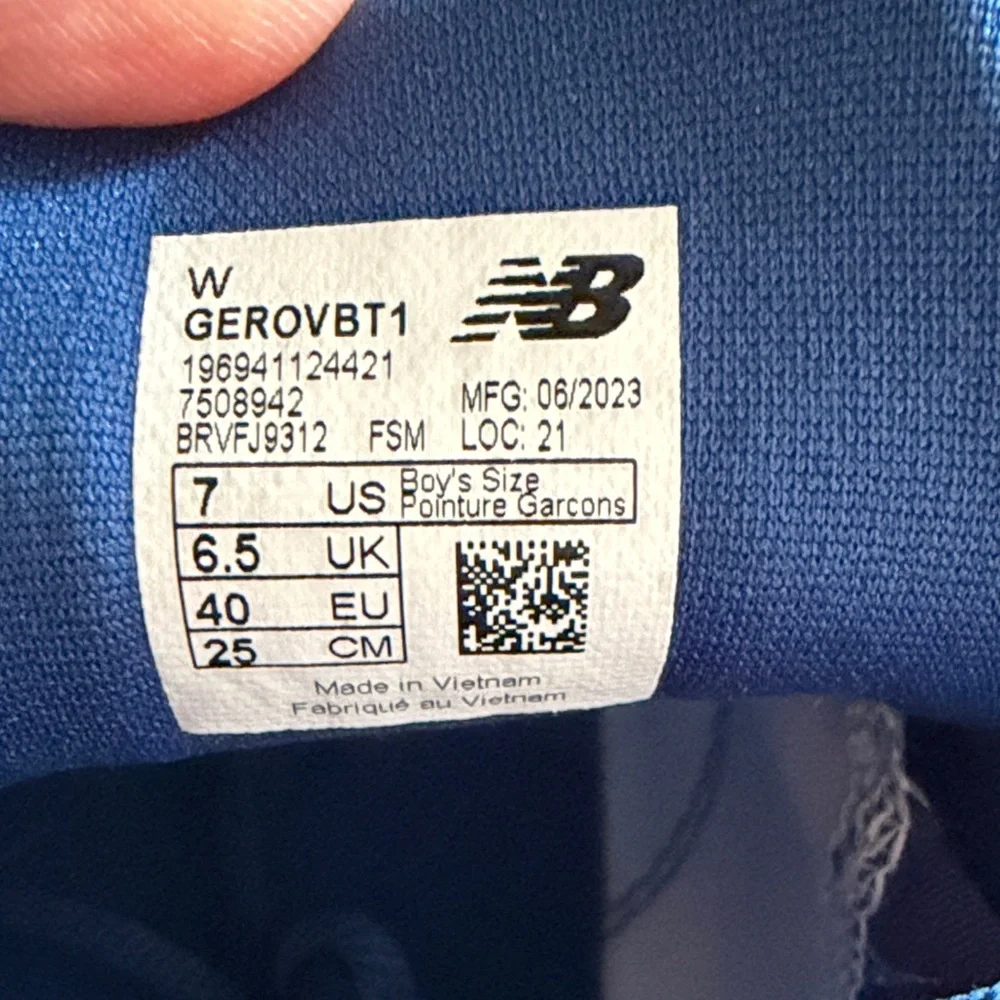 W
NB
GEROVBT1
196941124421
7508942 MFG: 06/2023
BRVFJ9312 FSM LOC: 21
7 US Boy's Size
Pointure Garcons
6.5 UK
40 EU
25 CM
Made in Vietnam
Fabriqué au Vietnam